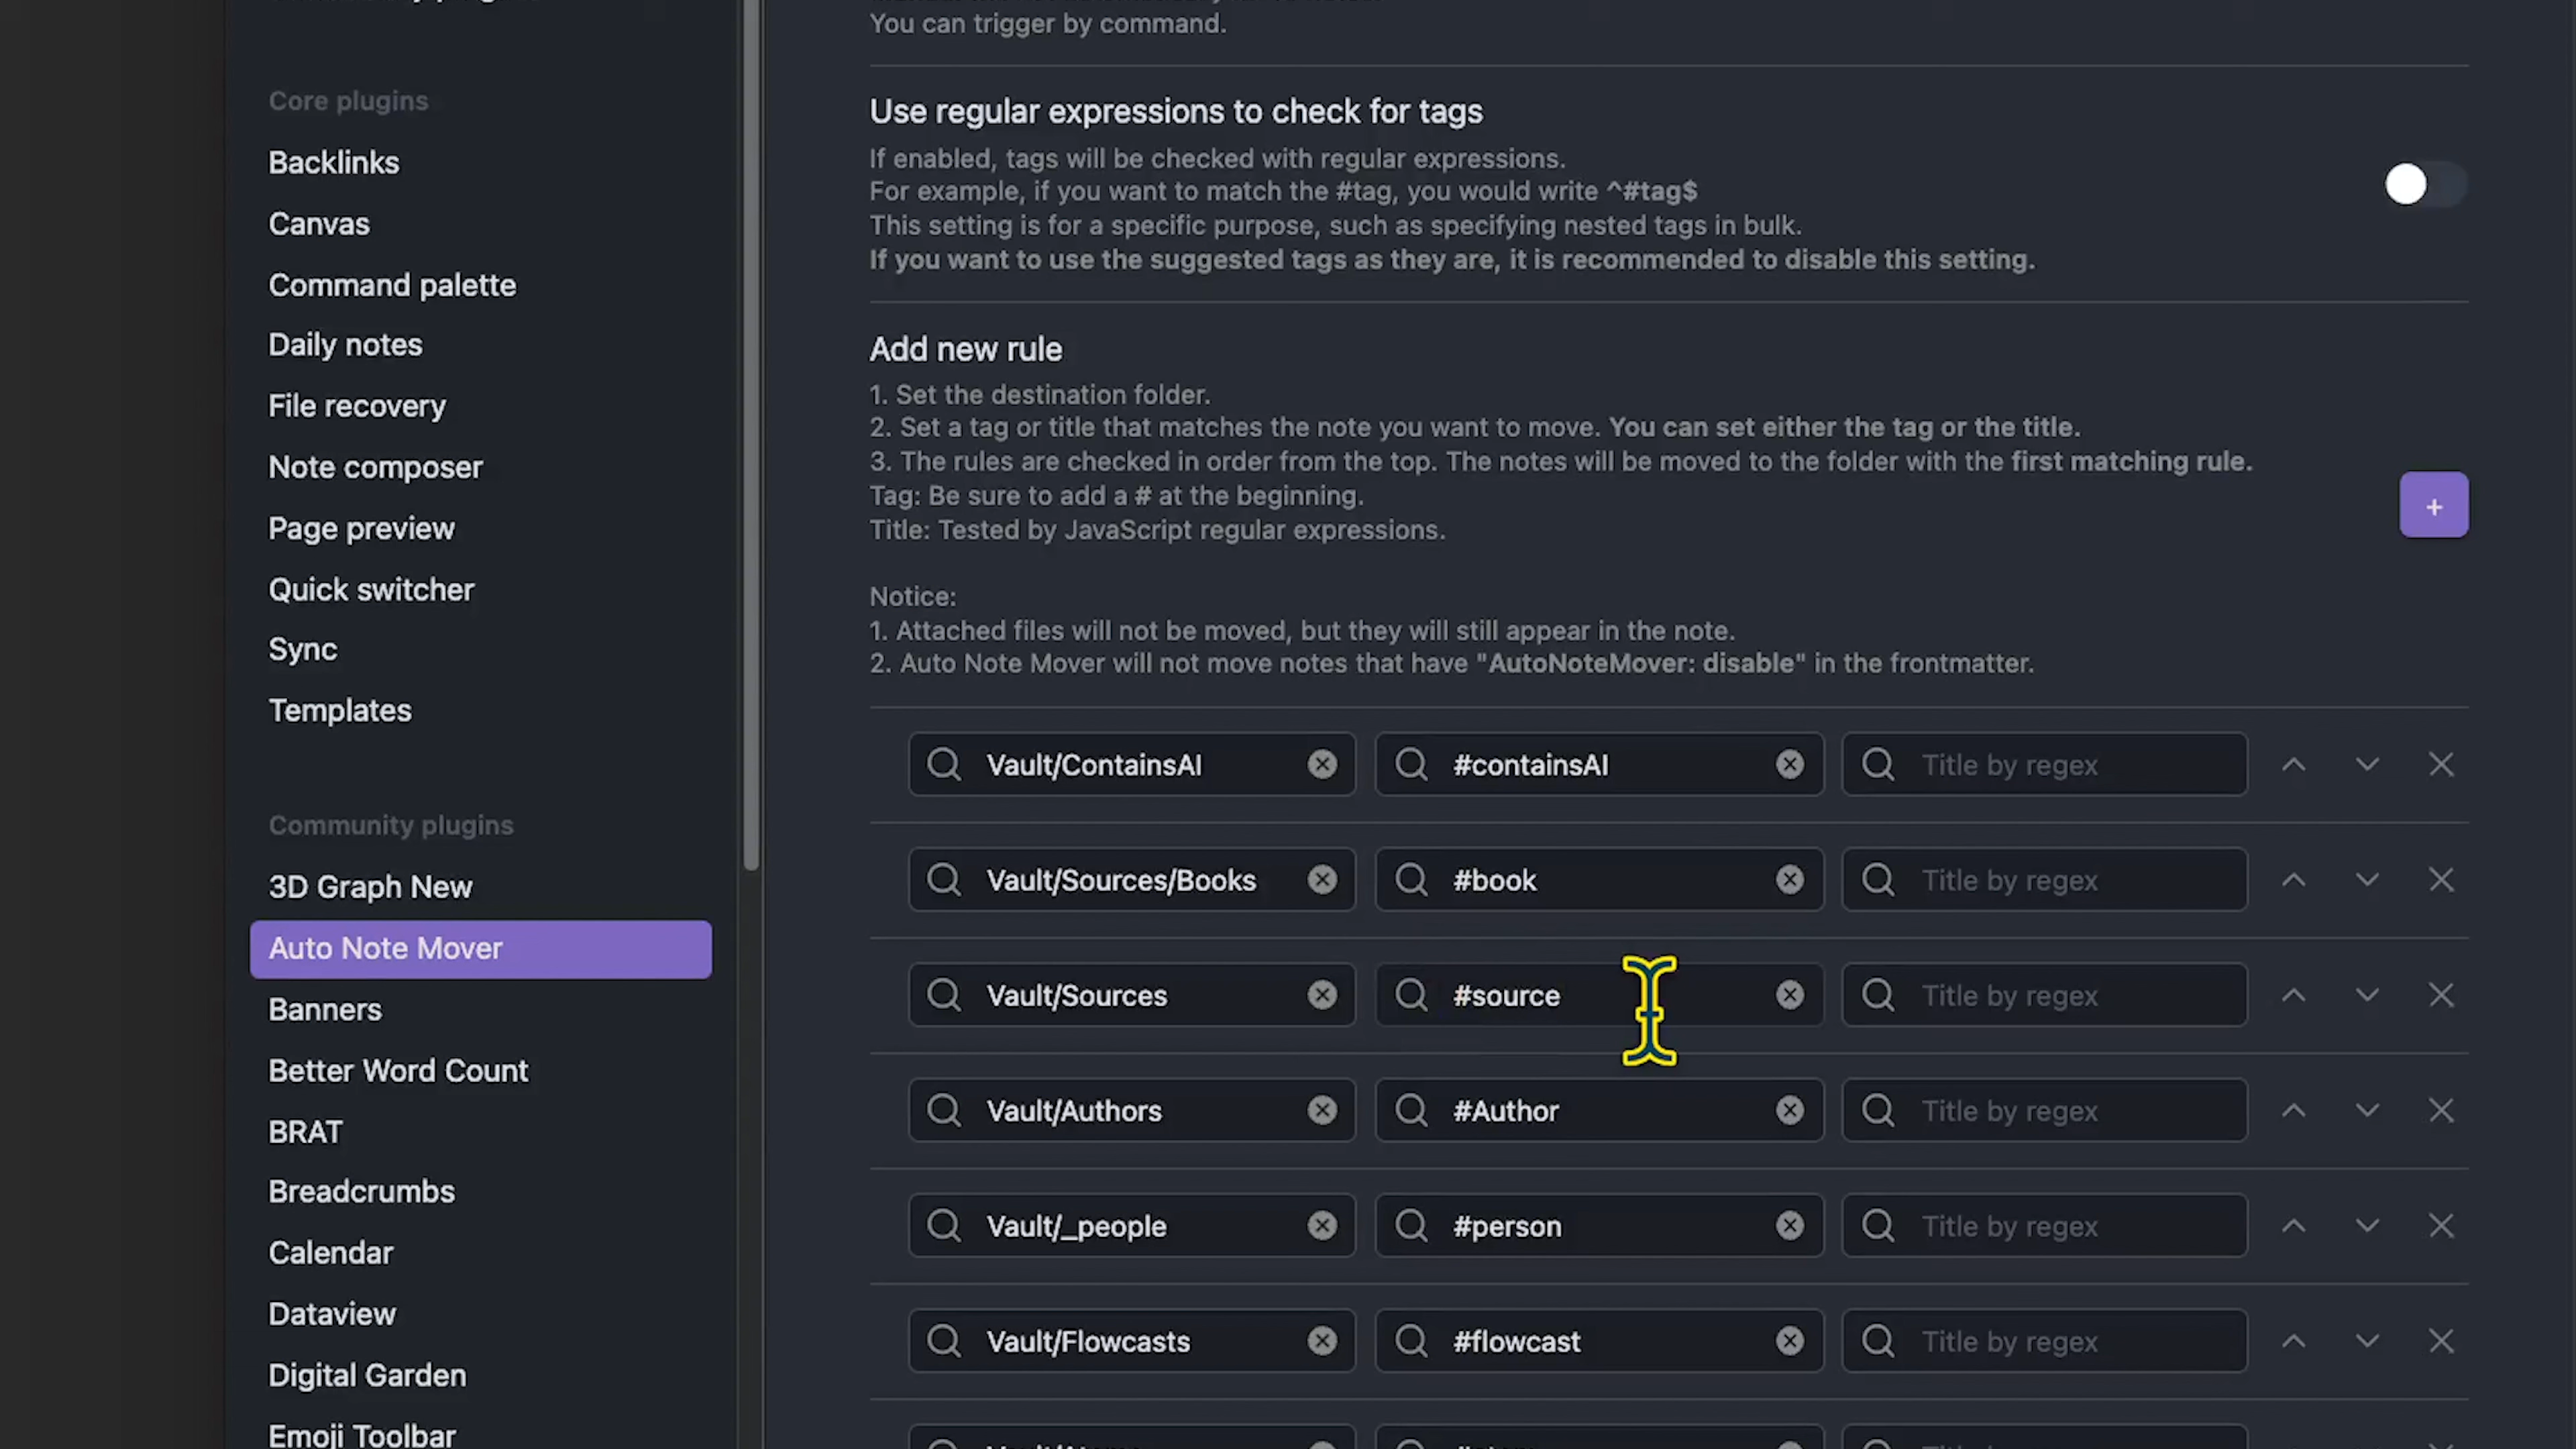 Core plugins
Backlinks
Canvas
Command palette
Daily notes
File recovery
Note composer
Page preview
Quick switcher
Sync
Templates
Community plugins
3D Graph New
Auto Note Mover
Banners
Better Word Count
BRAT
Breadcrumbs
Calendar
Dataview
Digital Garden
Emoji Toolbar
You can trigger by command.
Use regular expressions to check for tags
If enabled, tags will be checked with regular expressions.
For example, if you want to match the #tag, you would write ^#tag$
This setting is for a specific purpose, such as specifying nested tags in bulk.
If you want to use the suggested tags as they are, it is recommended to disable this setting.
Add new rule
1. Set the destination folder.
2. Set a tag or title that matches the note you want to move. You can set either the tag or the title.
3. The rules are checked in order from the top. The notes will be moved to the folder with the first matching rule.
Tag: Be sure to add a # at the beginning.
Title: Tested by JavaScript regular expressions.
+
Notice:
1. Attached files will not be moved, but they will still appear in the note.
2. Auto Note Mover will not move notes that have "AutoNoteMover: disable" in the frontmatter.
Vault/ContainsAI #containsAI Title by regex
Vault/Sources/Books #book Title by regex
Vault/Sources #source Title by regex
Vault/Authors #Author Title by regex
Vault/_people #person Title by regex
Vault/Flowcasts #flowcast Title by regex